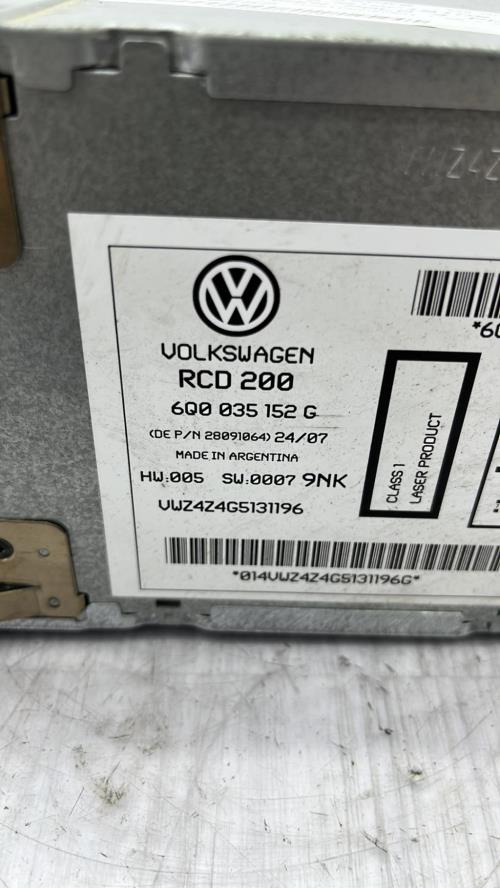 VOLKSWAGEN
RCD 200
6Q0 035 152 G
(DE P/N 28091064) 24/07
MADE IN ARGENTINA
HW:005 SW:0007 9NK
VWZ4Z4G5131196
*014VWZ4Z4G5131196G*
CLASS 1
LASER PRODUCT